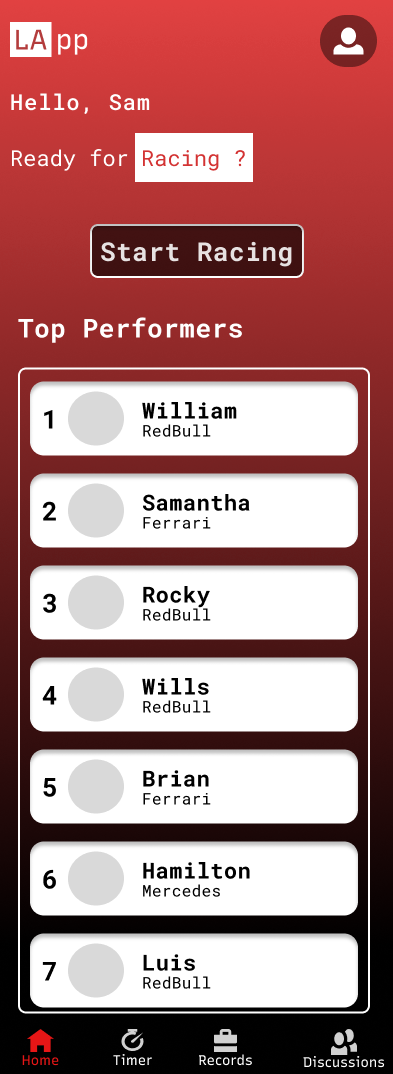 LApp
Hello, Sam
Ready for Racing ?
Start Racing
Top Performers
1 William
RedBull
2 Samantha
Ferrari
3 Rocky
RedBull
4 Wills
RedBull
5 Brian
Ferrari
6 Hamilton
Mercedes
7 Luis
RedBull
Home Timer Records Discussions